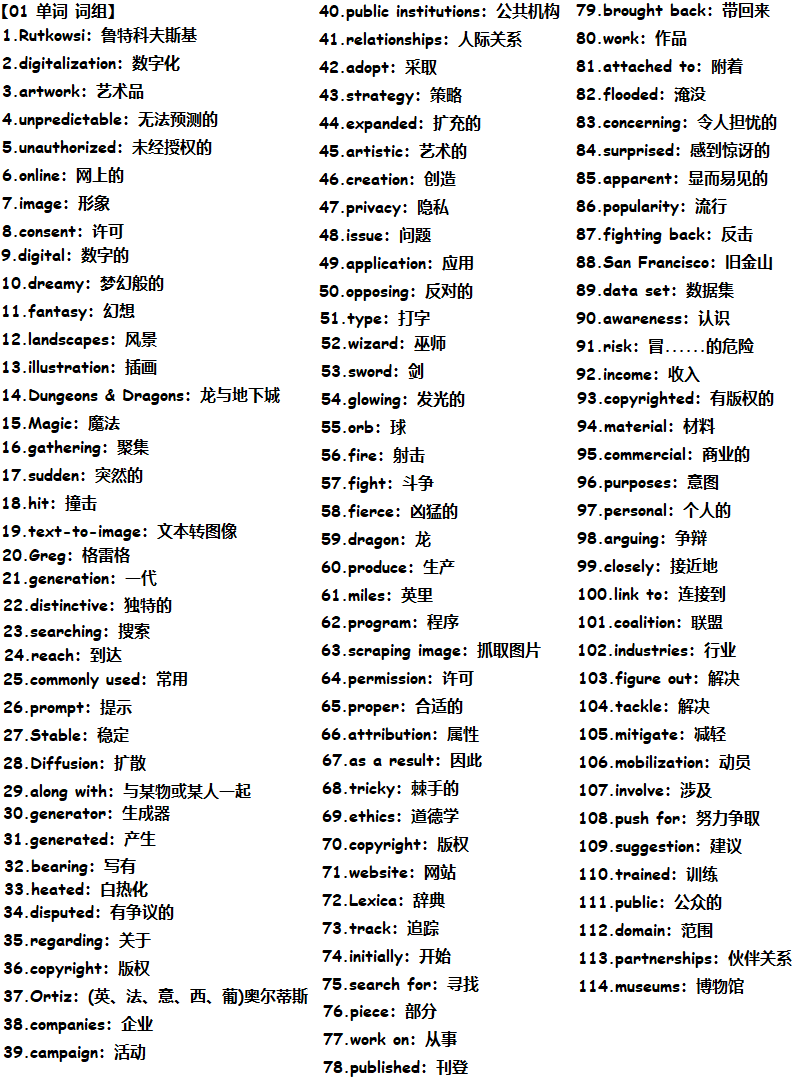 【01 单词 词组】
1.Rutkowsi：鲁特科夫斯基
2.digitalization：数字化
3.artwork：艺术品
4.unpredictable：无法预测的
5.unauthorized：未经授权的
6.online：网上的
7.image：形象
8.consent：许可
9.digital：数字的
10.dreamy：梦幻般的
11.fantasy：幻想
12.landscapes：风景
13.illustration：插画
14.Dungeons & Dragons：龙与地下城
15.Magic：魔法
16.gathering：聚集
17.sudden：突然的
18.hit：撞击
19.text-to-image：文本转图像
20.Greg：格雷格
21.generation：一代
22.distinctive：独特的
23.searching：搜索
24.reach：到达
25.commonly used：常用
26.prompt：提示
27.Stable：稳定
28.Diffusion：扩散
29.along with：与某物或某人一起
30.generator：生成器
31.generated：产生
32.bearing：写有
33.heated：白热化
34.disputed：有争议的
35.regarding：关于
36.copyright：版权
37.Ortiz：(英、法、意、西、葡)奥尔蒂斯
38.companies：企业
39.campaign：活动
40.public institutions：公共机构
41.relationships：人际关系
42.adopt：采取
43.strategy：策略
44.expanded：扩充的
45.artistic：艺术的
46.creation：创造
47.privacy：隐私
48.issue：问题
49.application：应用
50.opposing：反对的
51.type：打字
52.wizard：巫师
53.sword：剑
54.glowing：发光的
55.orb：球
56.fire：射击
57.fight：斗争
58.fierce：凶猛的
59.dragon：龙
60.produce：生产
61.miles：英里
62.program：程序
63.scraping image：抓取图片
64.permission：许可
65.proper：合适的
66.attribution：属性
67.as a result：因此
68.tricky：棘手的
69.ethics：道德学
70.copyright：版权
71.website：网站
72.Lexica：辞典
73.track：追踪
74.initially：开始
75.search for：寻找
76.piece：部分
77.work on：从事
78.published：刊登
79.brought back：带回来
80.work：作品
81.attached to：附着
82.flooded：淹没
83.concerning：令人担忧的
84.surprised：感到惊讶的
85.apparent：显而易见的
86.popularity：流行
87.fighting back：反击
88.San Francisco：旧金山
89.data set：数据集
90.awareness：认识
91.risk：冒......的危险
92.income：收入
93.copyrighted：有版权的
94.material：材料
95.commercial：商业的
96.purposes：意图
97.personal：个人的
98.arguing：争辩
99.closely：接近地
100.link to：连接到
101.coalition：联盟
102.industries：行业
103.figure out：解决
104.tackle：解决
105.mitigate：减轻
106.mobilization：动员
107.involve：涉及
108.push for：努力争取
109.suggestion：建议
110.trained：训练
111.public：公众的
112.domain：范围
113.partnerships：伙伴关系
114.museums：博物馆